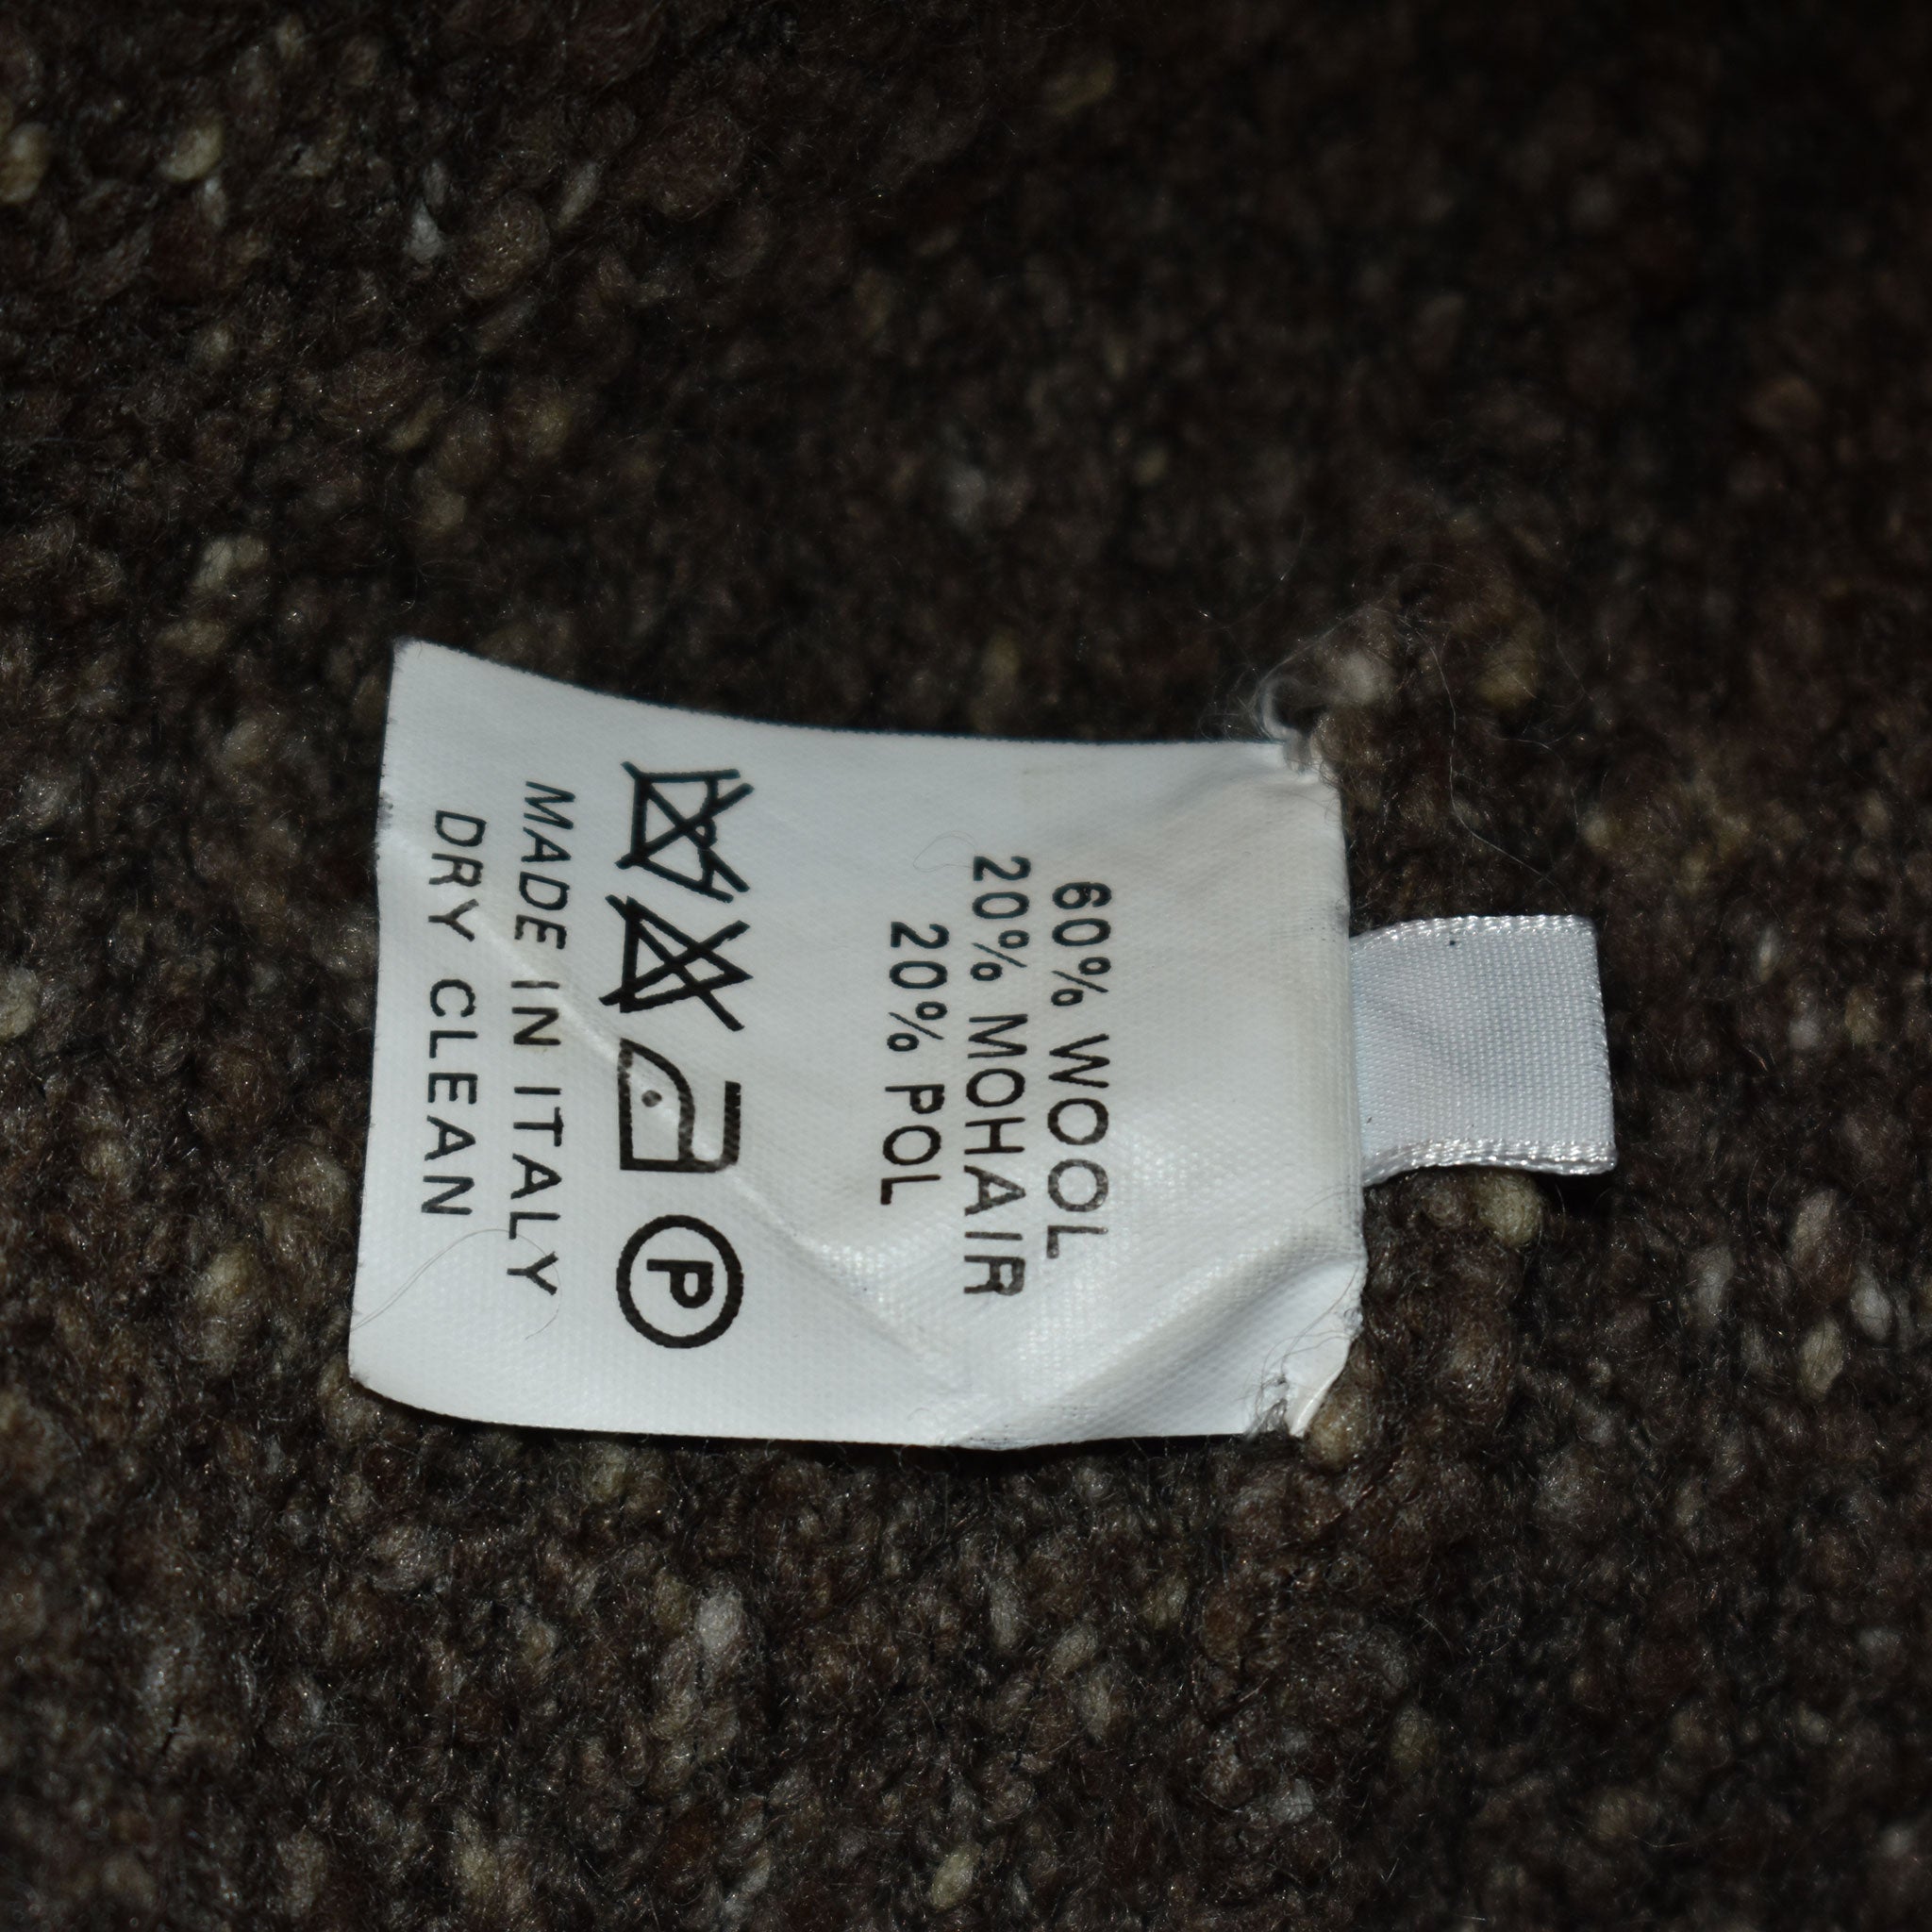 60% WOOL
20% MOHAIR
20% POL
P
MADE IN ITALY
DRY CLEAN